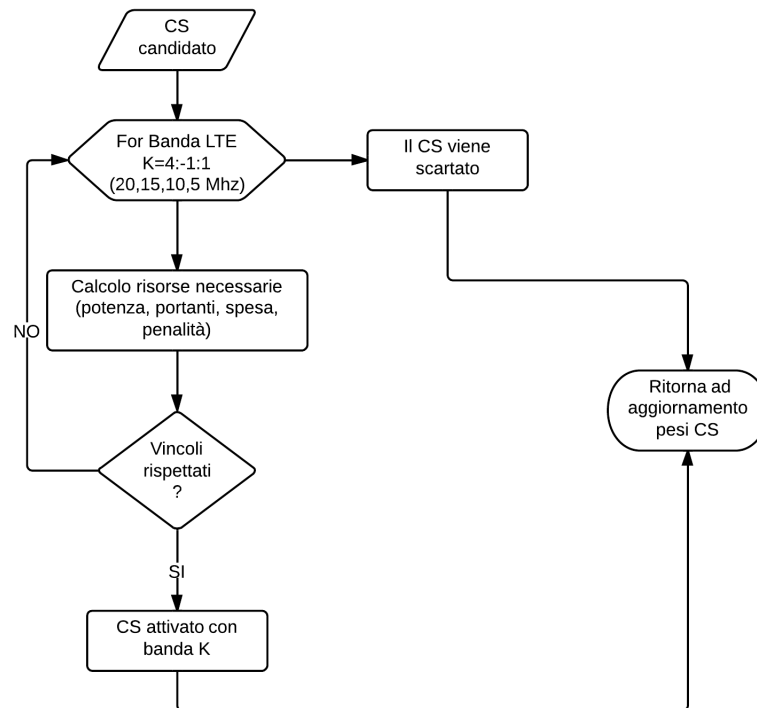 CS
candidato
For Banda LTE
K=4:-1:1
(20,15,10,5 Mhz)
Il CS viene
scartato
Calcolo risorse necessarie
(potenza, portanti, spesa,
penalità)
NO
Ritorna ad
aggiornamento
pesi CS
Vincoli
rispettati
?
SI
CS attivato con
banda K